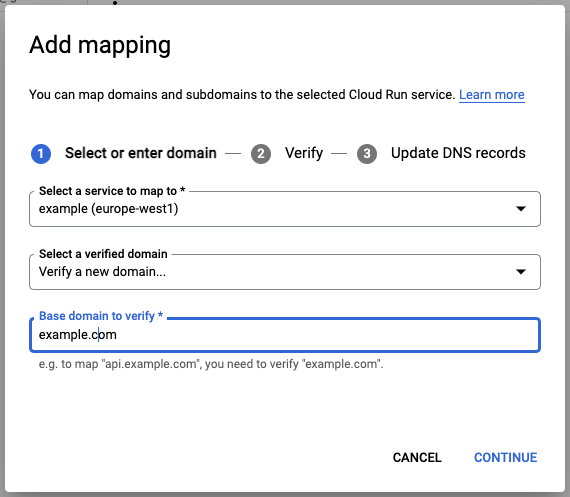 Add mapping
You can map domains and subdomains to the selected Cloud Run service. Learn more
1 Select or enter domain — 2 Verify — 3 Update DNS records
Select a service to map to *
example (europe-west1)
Select a verified domain
Verify a new domain...
Base domain to verify *
example.com
e.g. to map "api.example.com", you need to verify "example.com".
CANCEL CONTINUE